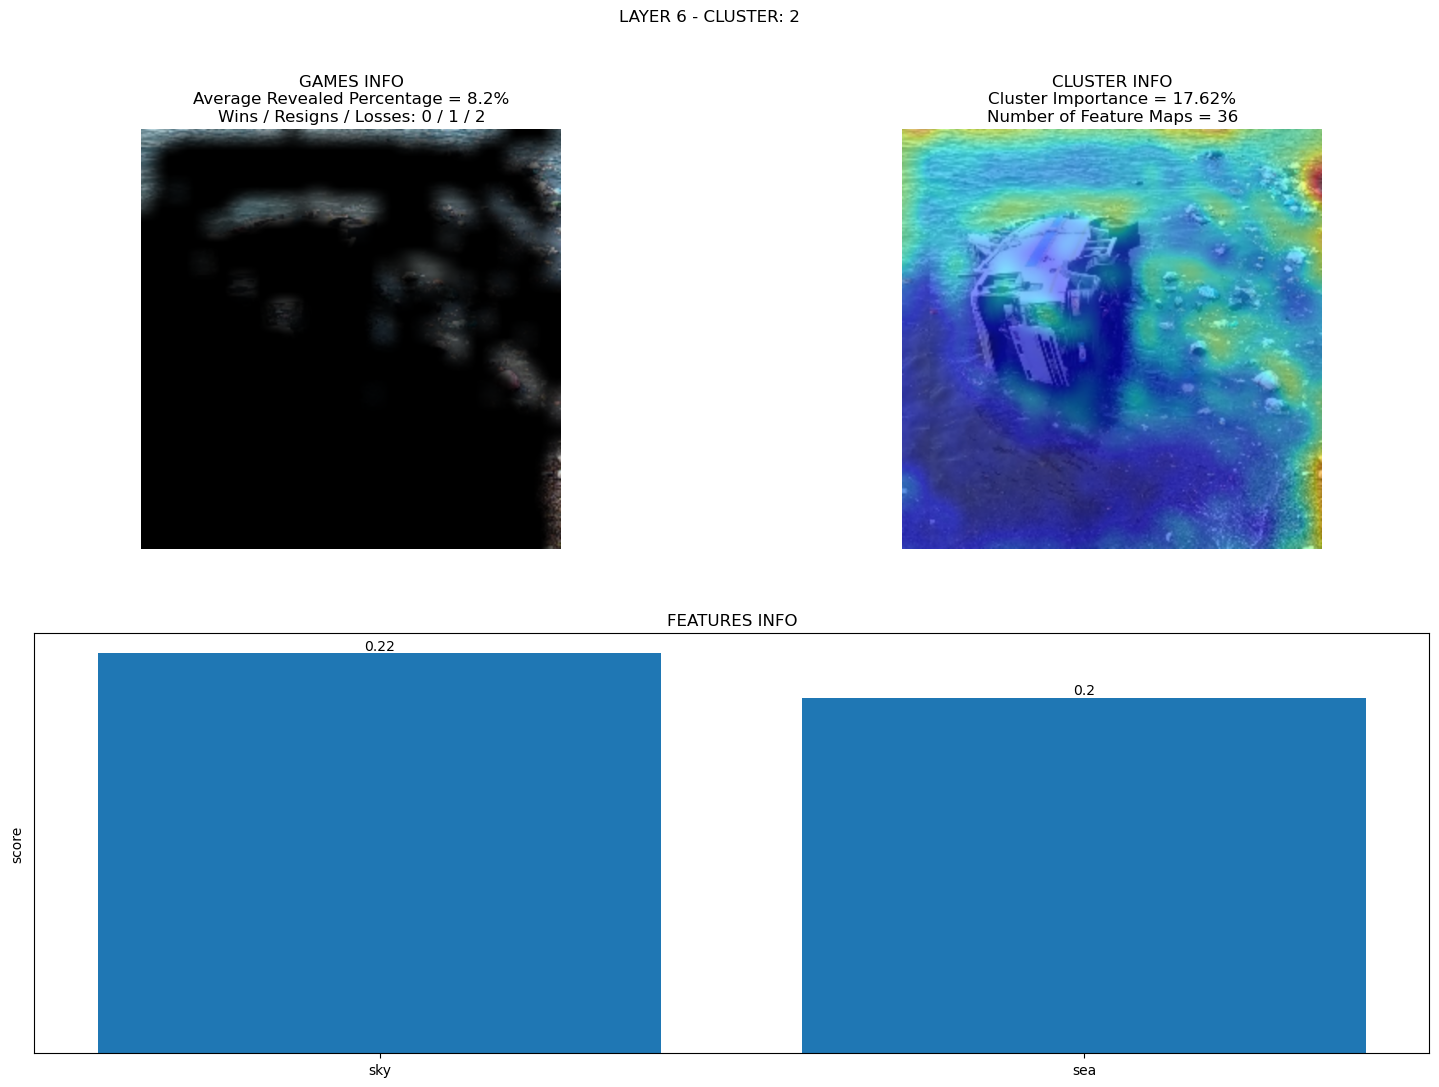 LAYER 6 - CLUSTER: 2
GAMES INFO
Average Revealed Percentage = 8.2%
Wins / Resigns / Losses: 0 / 1 / 2
CLUSTER INFO
Cluster Importance = 17.62%
Number of Feature Maps = 36
FEATURES INFO
score
0.22
0.2
sky
sea